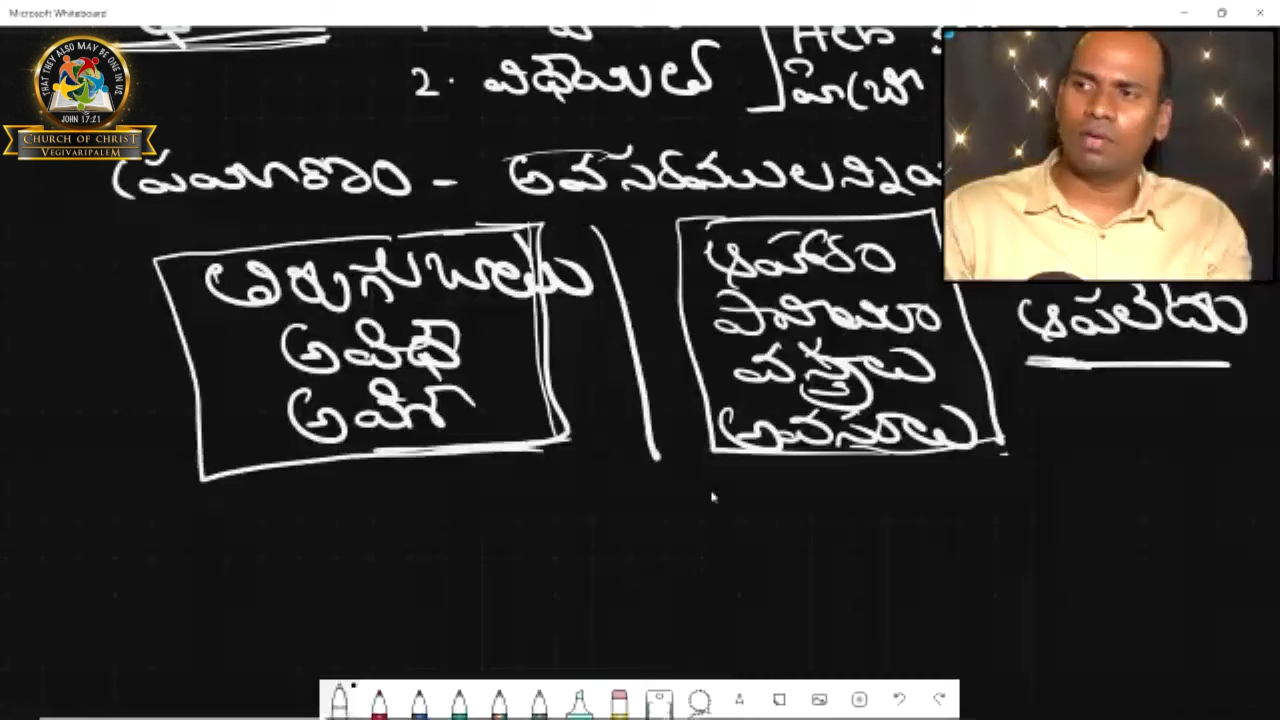 Microsoft Whiteboard
THAT THEY ALSO MAY BE ONE IN US
JOHN 17:21
CHURCH OF CHRIST
VEGIVARIPALEM
2. విధేయులు
ప్రయాణం - అవసరములన్ని
తిరుగుబాటు
అవిధే
అవిశ
ఆహారం
పానీయం
వస్త్రాలు
అవసరాలు
ఆపలేదు